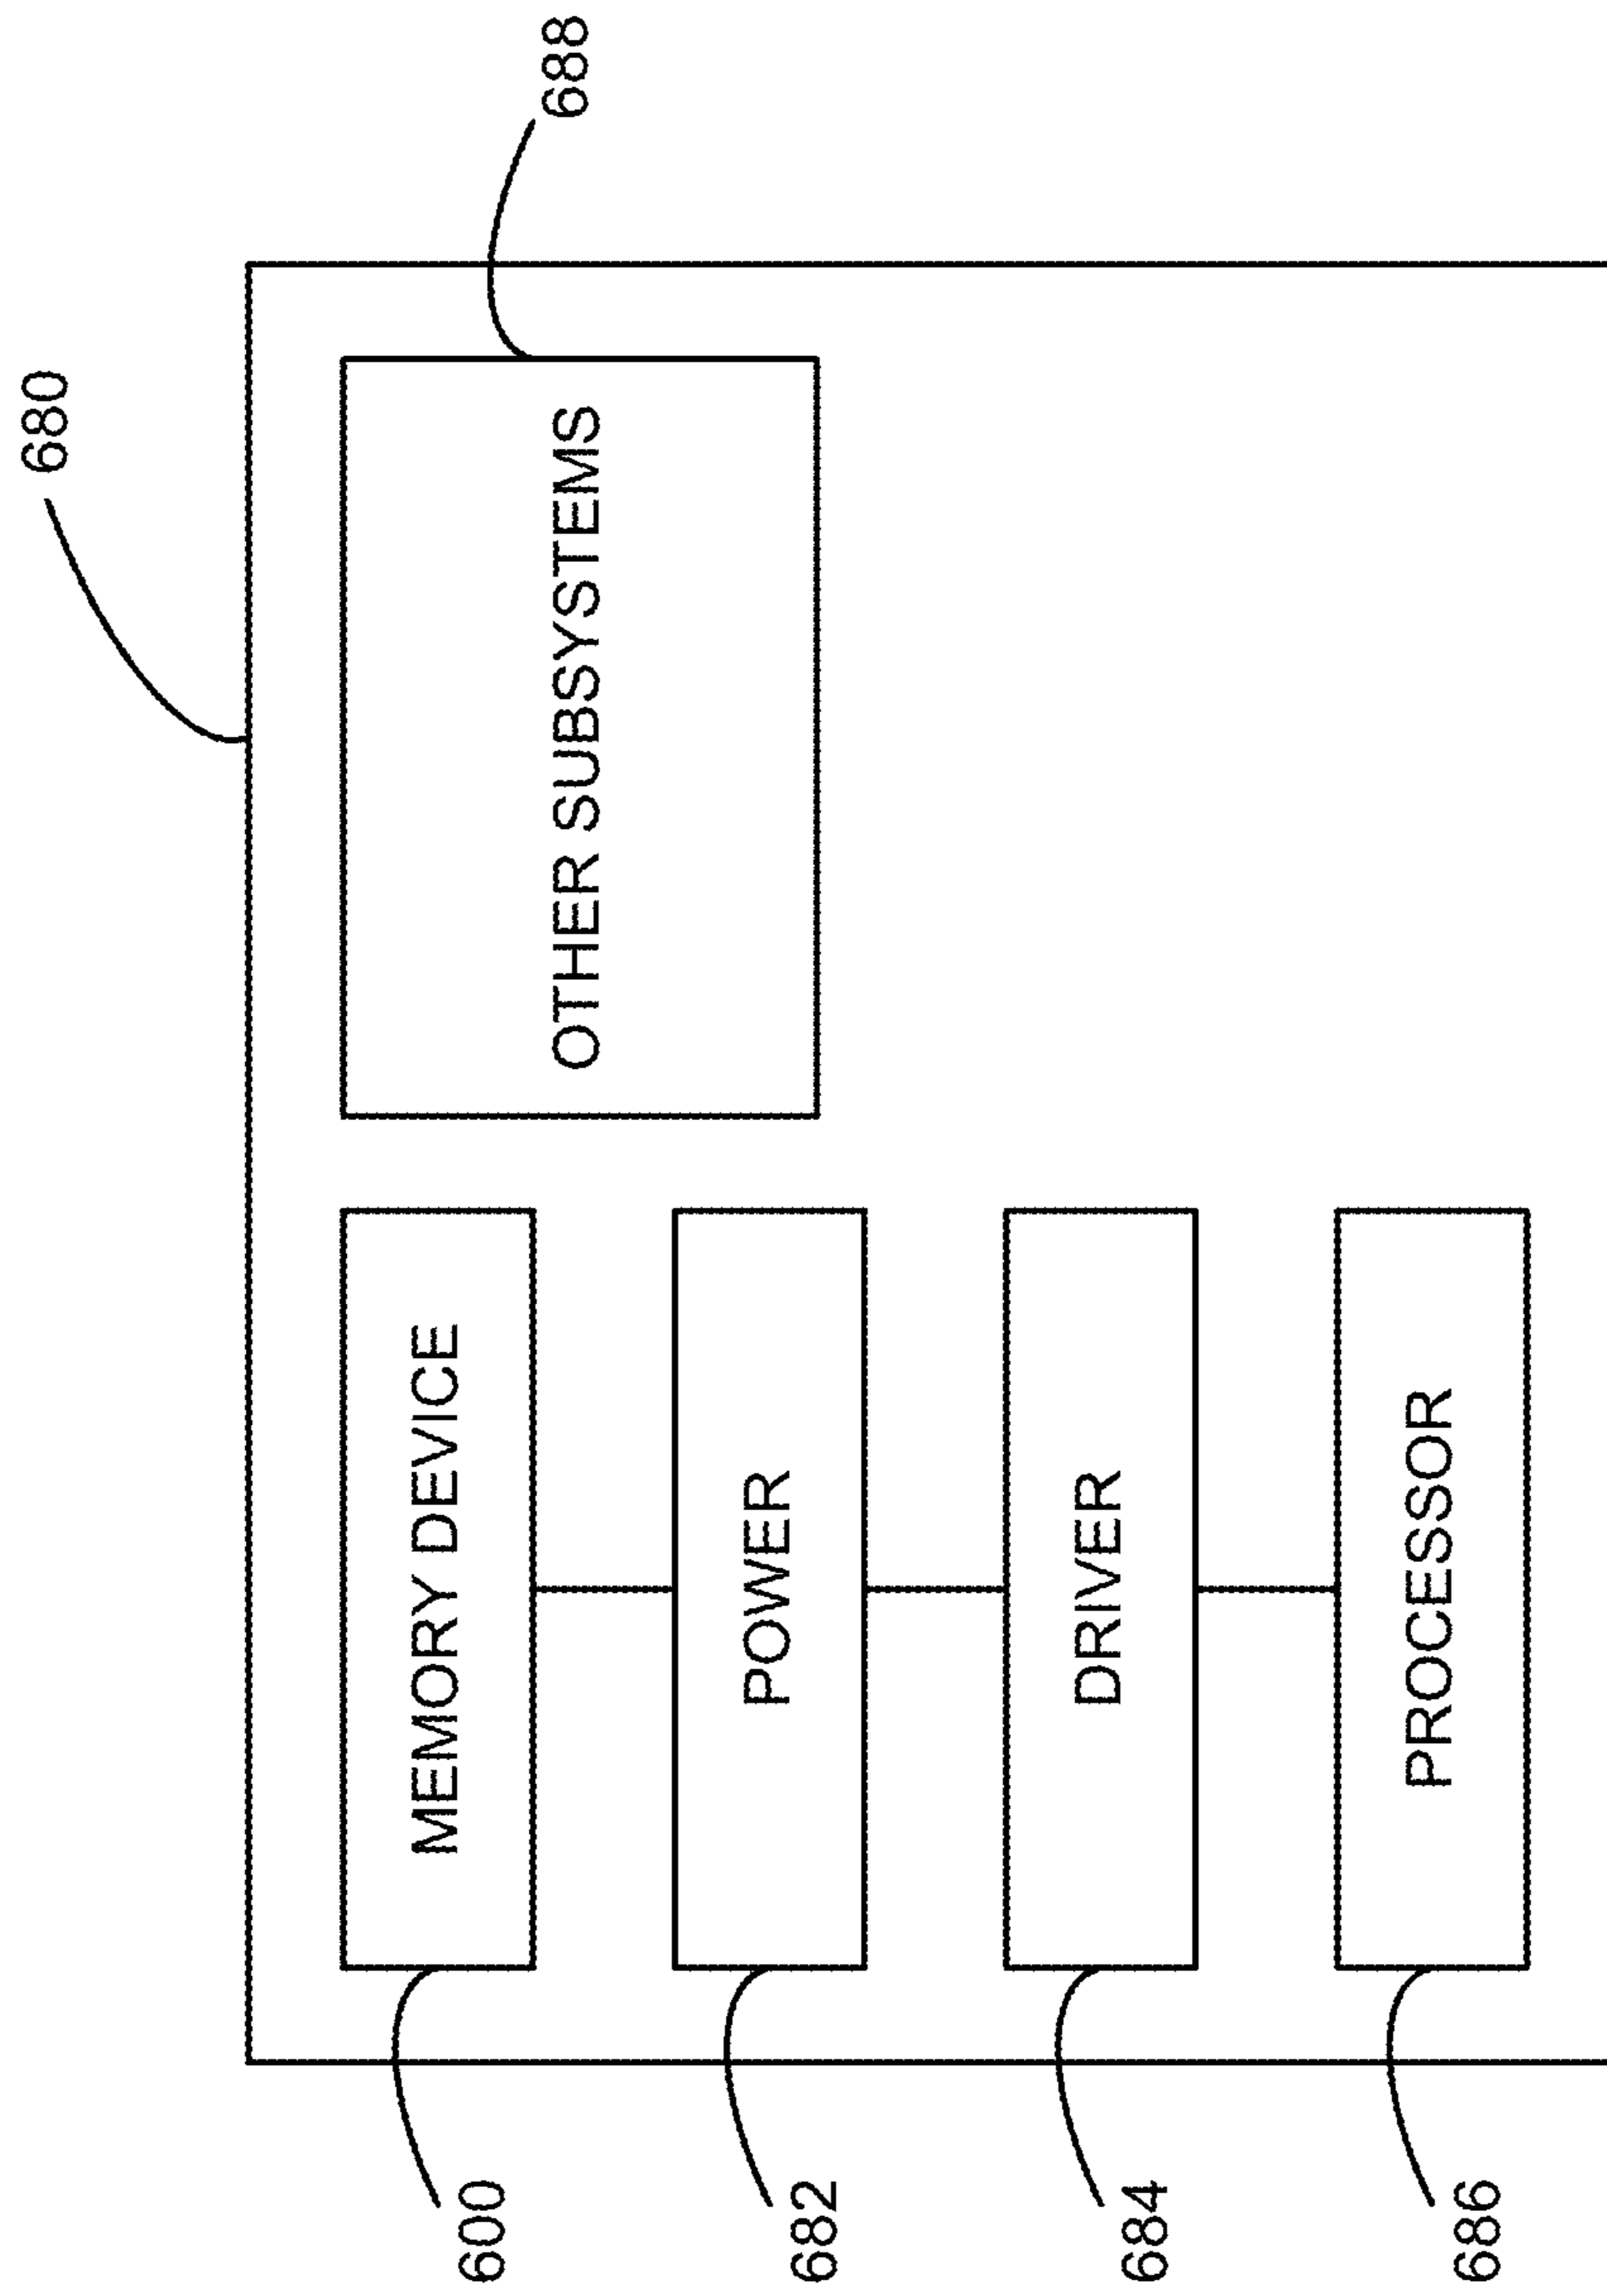 680
688
OTHER SUBSYSTEMS
600
MEMORY DEVICE
682
POWER
684
DRIVER
686
PROCESSOR